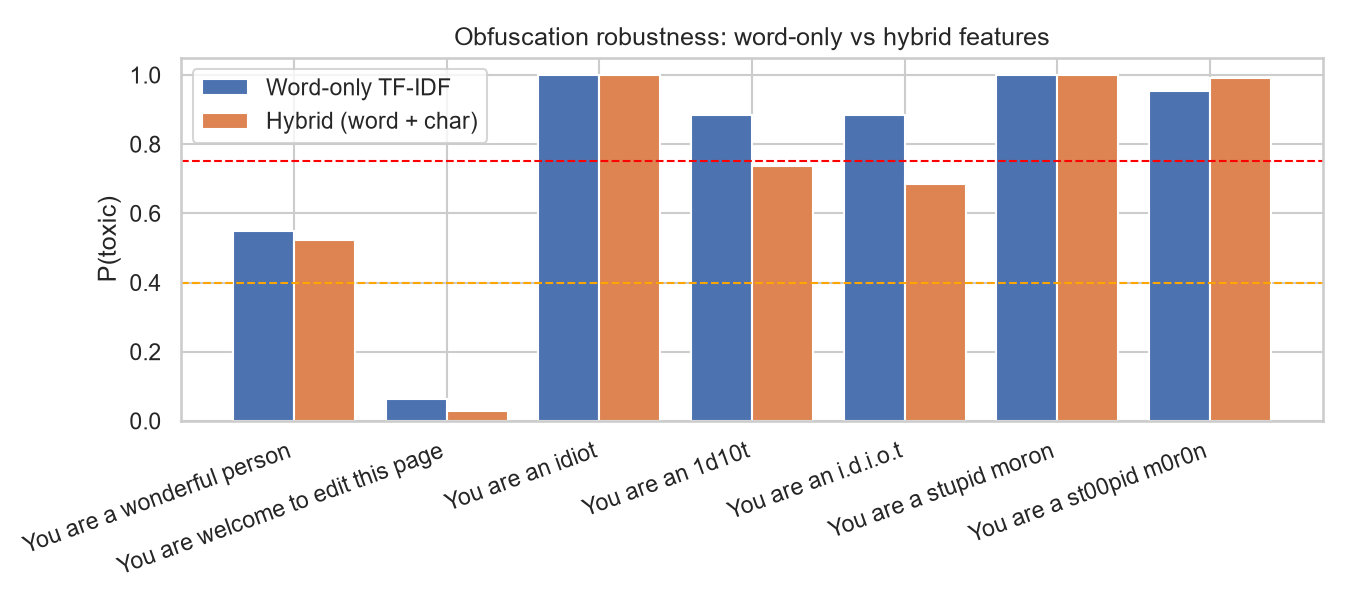 Obfuscation robustness: word-only vs hybrid features
Word-only TF-IDF
Hybrid (word + char)
P(toxic)
1.0
0.8
0.6
0.4
0.2
0.0
You are a wonderful person
You are welcome to edit this page
You are an idiot
You are an 1d10t
You are an i.d.i.o.t
You are a stupid moron
You are a st00pid m0r0n